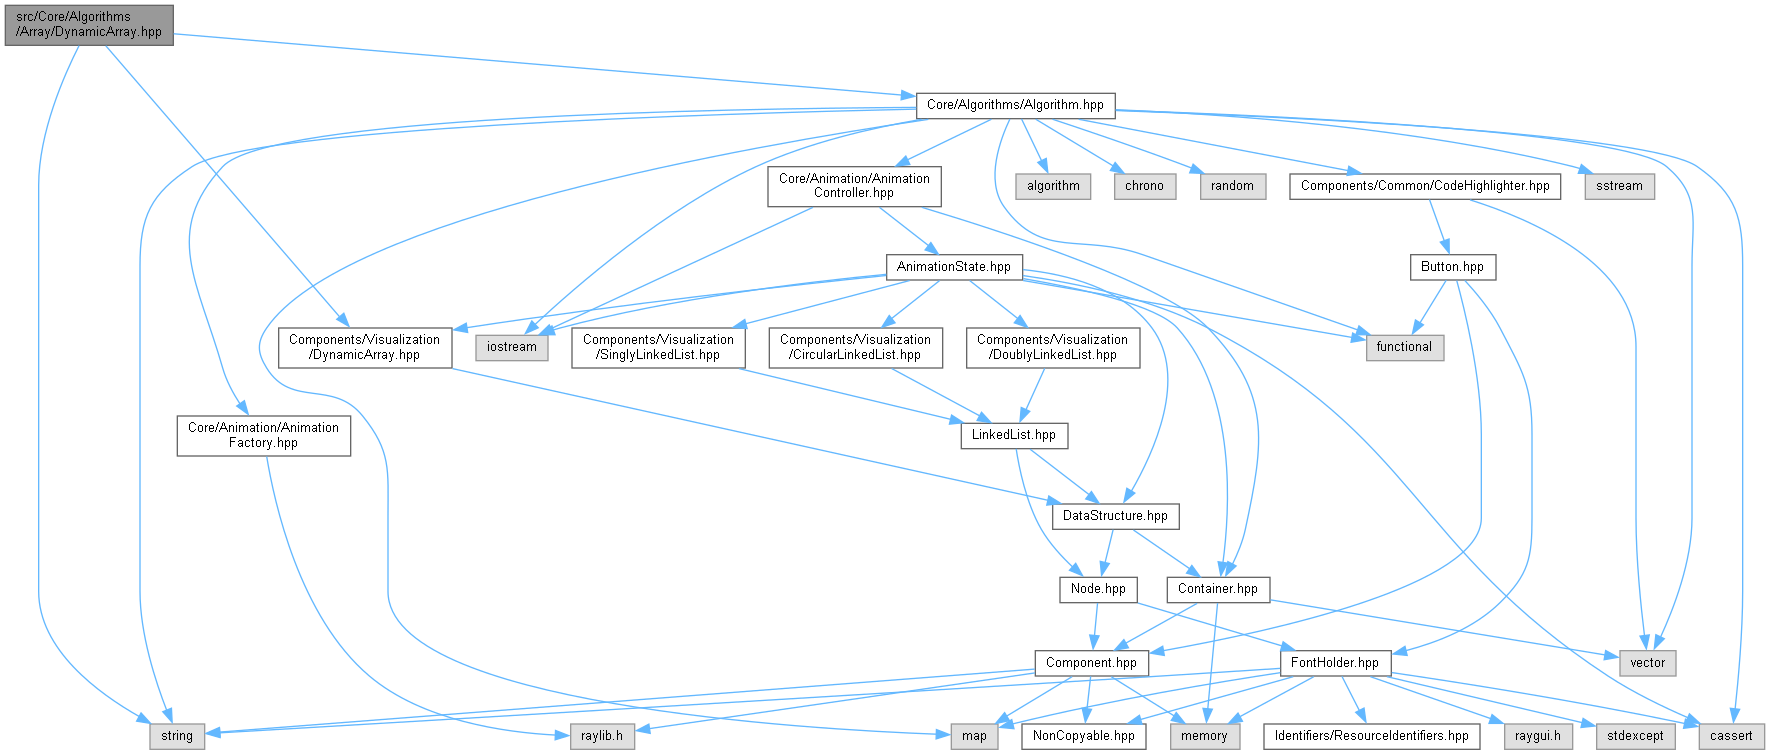 src/Core/Algorithms
/Array/DynamicArray.hpp
Core/Algorithms/Algorithm.hpp
Core/Animation/Animation
Controller.hpp
algorithm
chrono
random
Components/Common/CodeHighlighter.hpp
sstream
AnimationState.hpp
Button.hpp
Components/Visualization
/DynamicArray.hpp
iostream
Components/Visualization
/SinglyLinkedList.hpp
Components/Visualization
/CircularLinkedList.hpp
Components/Visualization
/DoublyLinkedList.hpp
functional
Core/Animation/Animation
Factory.hpp
LinkedList.hpp
DataStructure.hpp
Node.hpp
Container.hpp
Component.hpp
FontHolder.hpp
vector
string
raylib.h
map
NonCopyable.hpp
memory
Identifiers/ResourceIdentifiers.hpp
raygui.h
stdexcept
cassert